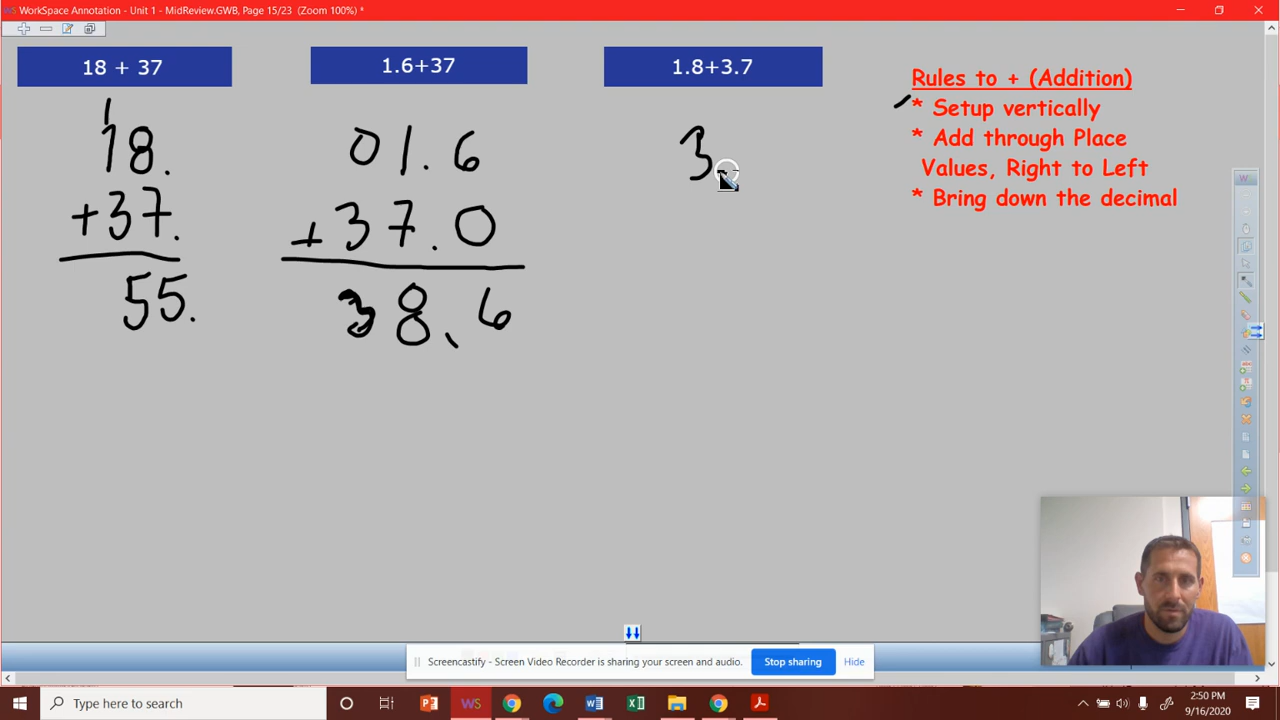 WorkSpace Annotation - Unit 1 - MidReview.GWB, Page 15/23 (Zoom 100%) *
18 + 37
1.6+37
1.8+3.7
Rules to + (Addition)
* Setup vertically
* Add through Place
Values, Right to Left
* Bring down the decimal
1
18.
+37.
55.
01.6
+37.0
38.6
3.
Screencastify - Screen Video Recorder is sharing your screen and audio.
Stop sharing
Hide
Type here to search
2:50 PM
9/16/2020